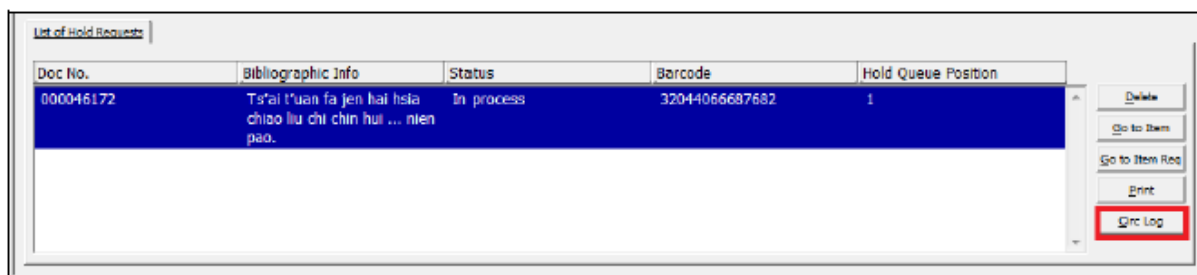 List of Hold Requests
Doc No. Bibliographic Info Status Barcode Hold Queue Position
000046172 Ts'ai t'uan fa jen hai hsia In process 32044066687682 1
chiao liu chi chin hui ... nien
pao.
Delete
Go to Item
Go to Item Req
Print
Circ Log